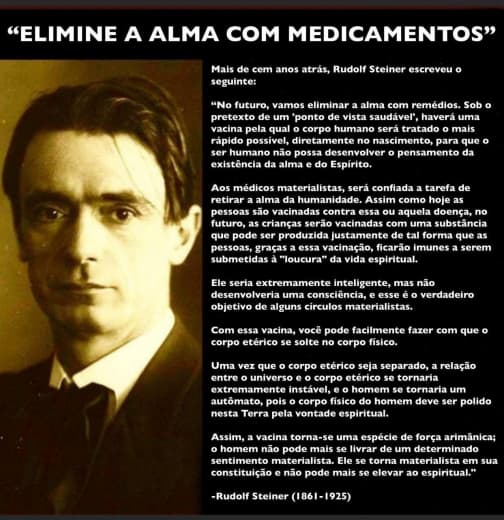 “ELIMINE A ALMA COM MEDICAMENTOS”
Mais de cem anos atrás, Rudolf Steiner escreveu o
seguinte:
“No futuro, vamos eliminar a alma com remédios. Sob o
pretexto de um 'ponto de vista saudável', haverá uma
vacina pela qual o corpo humano será tratado o mais
rápido possível, diretamente no nascimento, para que o
ser humano não possa desenvolver o pensamento da
existência da alma e do Espírito.
Aos médicos materialistas, será confiada a tarefa de
retirar a alma da humanidade. Assim como hoje as
pessoas são vacinadas contra essa ou aquela doença, no
futuro, as crianças serão vacinadas com uma substância
que pode ser produzida justamente de tal forma que as
pessoas, graças a essa vacinação, ficarão imunes a serem
submetidas à "loucura" da vida espiritual.
Ele seria extremamente inteligente, mas não
desenvolveria uma consciência, e esse é o verdadeiro
objetivo de alguns círculos materialistas.
Com essa vacina, você pode facilmente fazer com que o
corpo etérico se solte no corpo físico.
Uma vez que o corpo etérico seja separado, a relação
entre o universo e o corpo etérico se tornaria
extremamente instável, e o homem se tornaria um
autômato, pois o corpo físico do homem deve ser polido
nesta Terra pela vontade espiritual.
Assim, a vacina torna-se uma espécie de força arimânica;
o homem não pode mais se livrar de um determinado
sentimento materialista. Ele se torna materialista em sua
constituição e não pode mais se elevar ao espiritual."
-Rudolf Steiner (1861-1925)